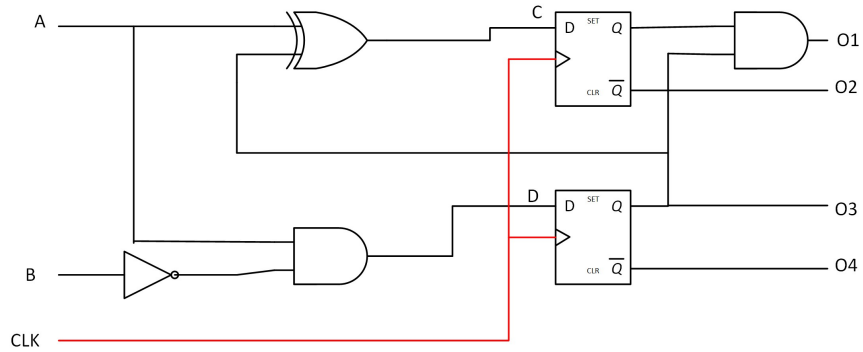 A
C
D SET Q
CLR Q
O1
O2
D
D SET Q
CLR Q
O3
O4
B
CLK